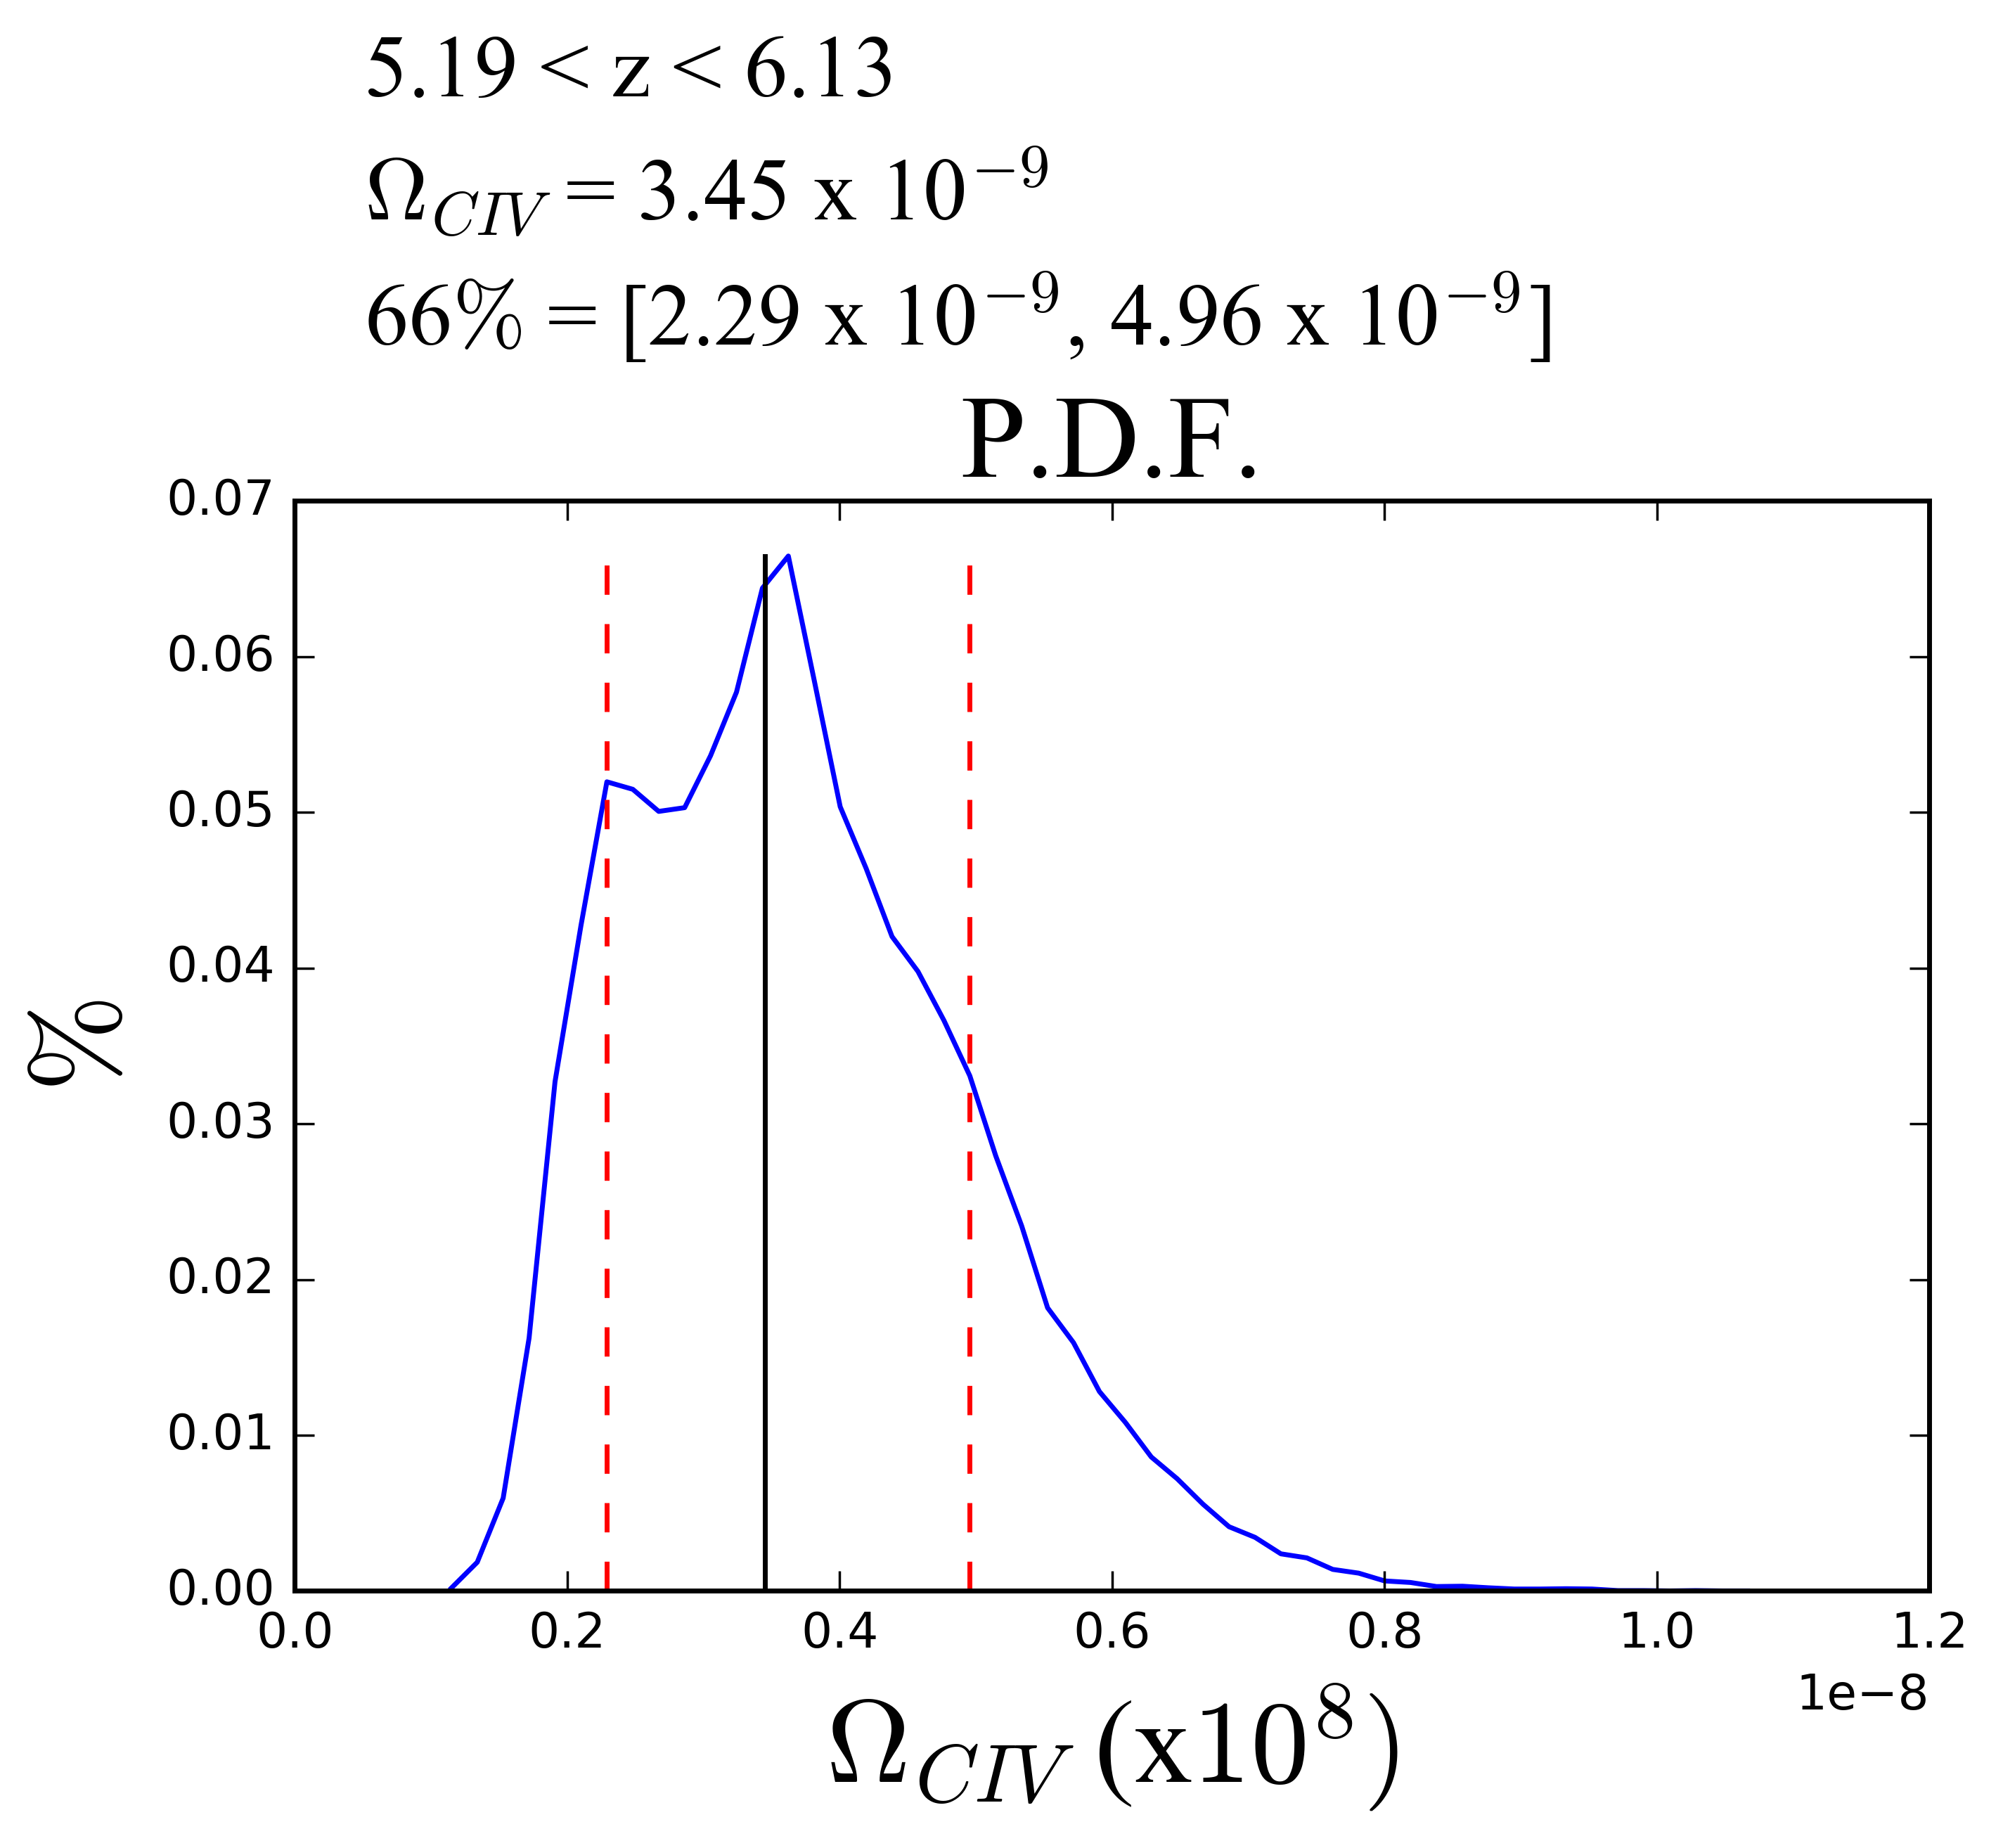 5.19 < z < 6.13
Ω_CIV = 3.45 x 10⁻⁹
66% = [2.29 x 10⁻⁹, 4.96 x 10⁻⁹]
P.D.F.
0.07
0.06
0.05
0.04
0.03
0.02
0.01
0.00
%
0.0 0.2 0.4 0.6 0.8 1.0 1.2
1e−8
Ω_CIV (x10⁸)